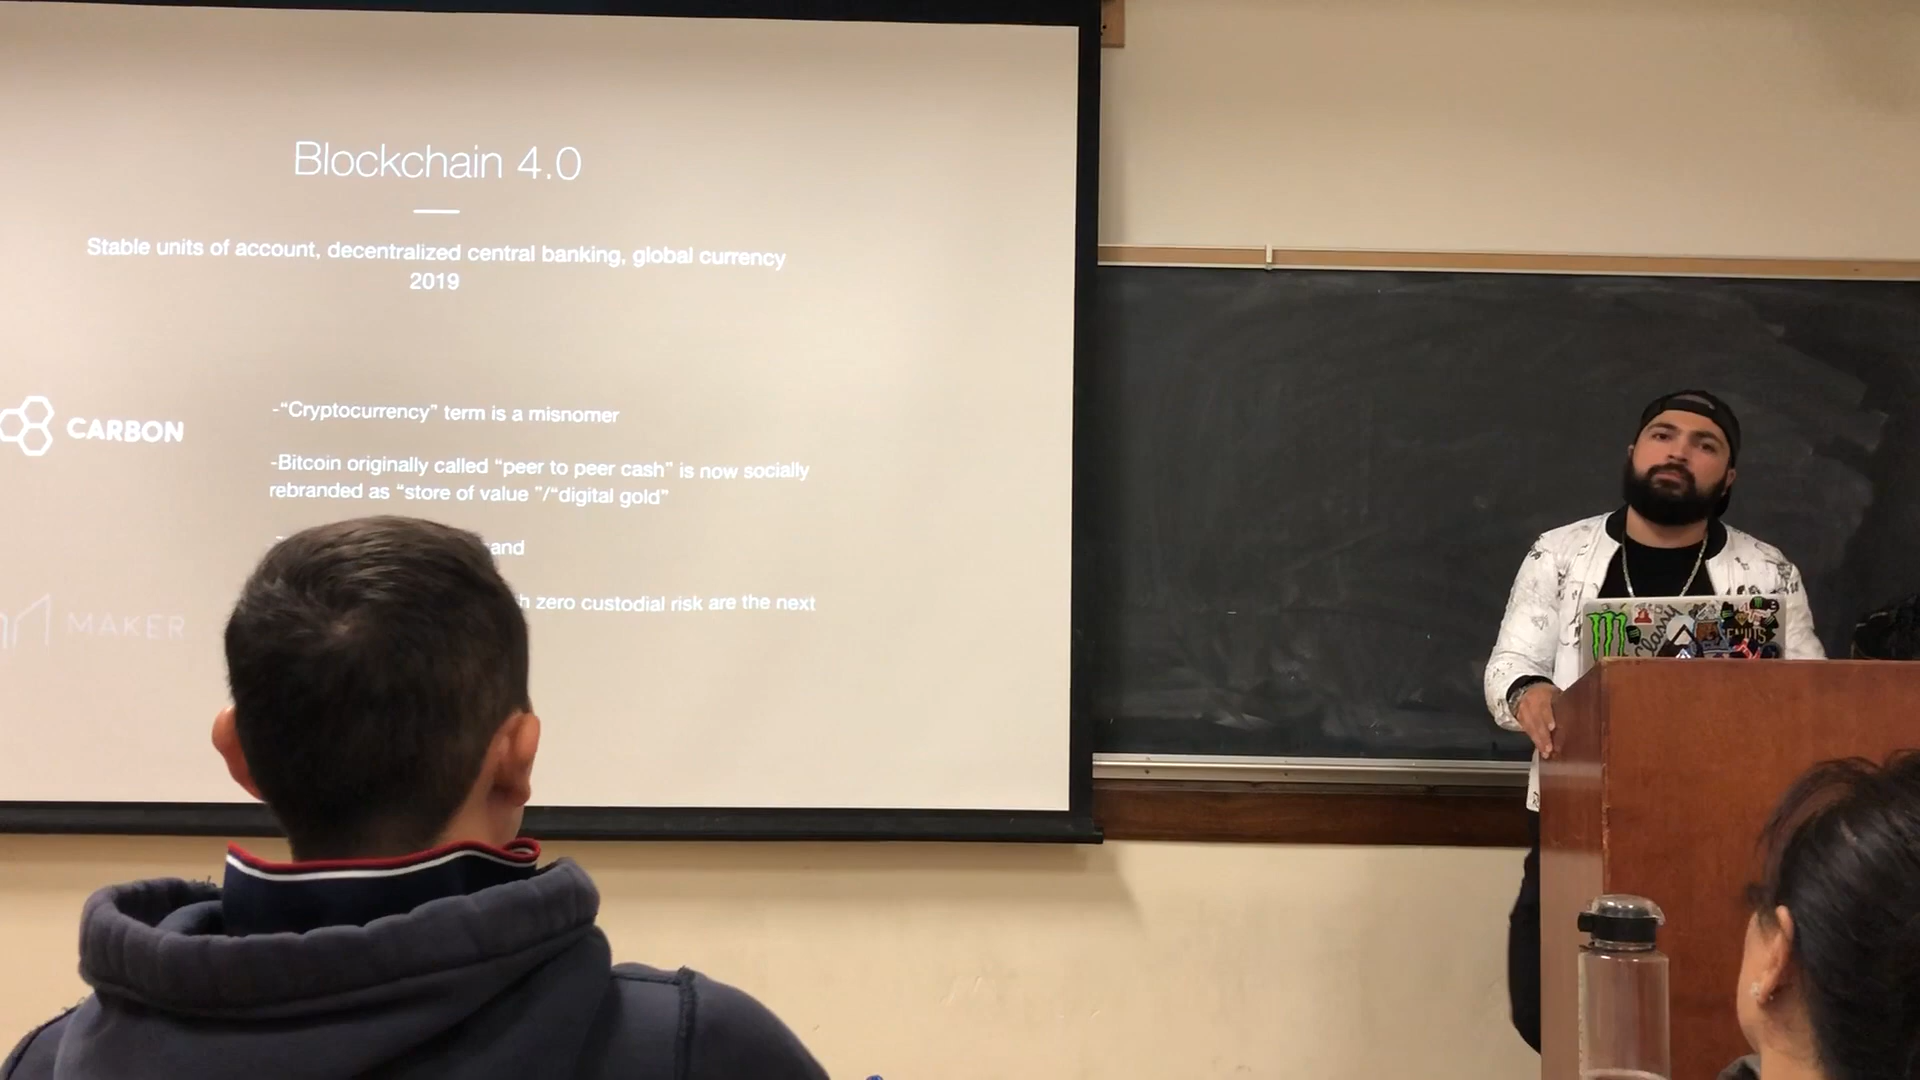 Blockchain 4.0
Stable units of account, decentralized central banking, global currency
2019
CARBON
-“Cryptocurrency” term is a misnomer
-Bitcoin originally called “peer to peer cash” is now socially
rebranded as “store of value ”/“digital gold”
and
zero custodial risk are the next
MAKER
Classy